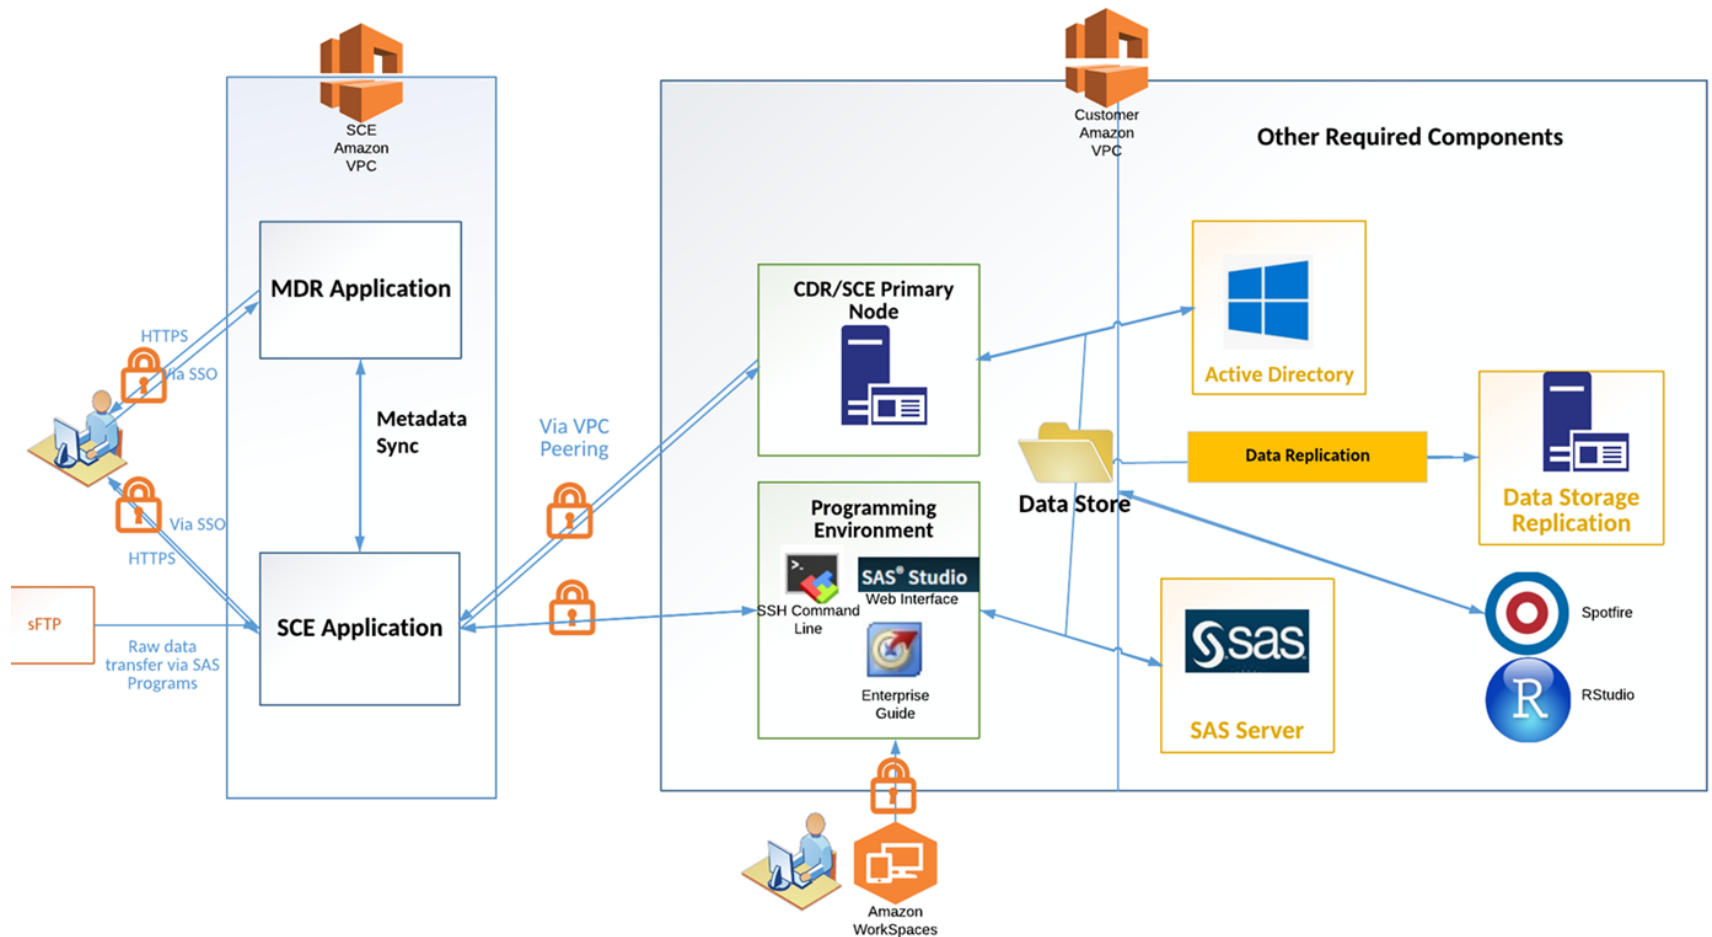 SCE
Amazon
VPC
MDR Application
HTTPS
Via SSO
Metadata
Sync
Via SSO
HTTPS
sFTP
Raw data
transfer via SAS
Programs
SCE Application
Via VPC
Peering
Customer
Amazon
VPC
Other Required Components
CDR/SCE Primary
Node
Active Directory
Data Store
Data Replication
Data Storage
Replication
Programming
Environment
>_
SSH Command
Line
SAS® Studio
Web Interface
Enterprise
Guide
sas
SAS Server
Spotfire
R
RStudio
Amazon
WorkSpaces